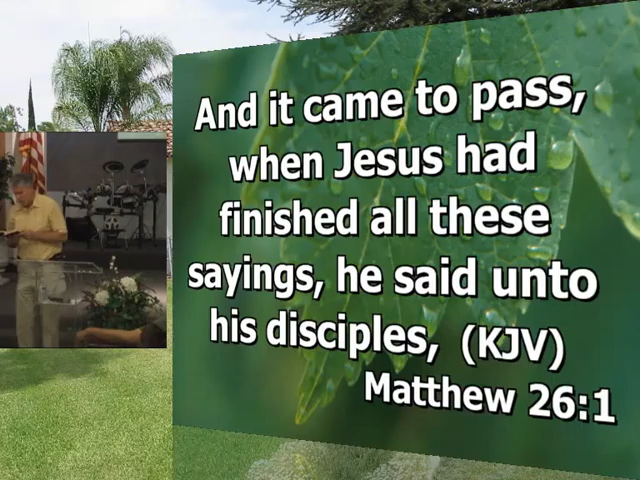 And it came to pass,
when Jesus had
finished all these
sayings, he said unto
his disciples, (KJV)
Matthew 26:1